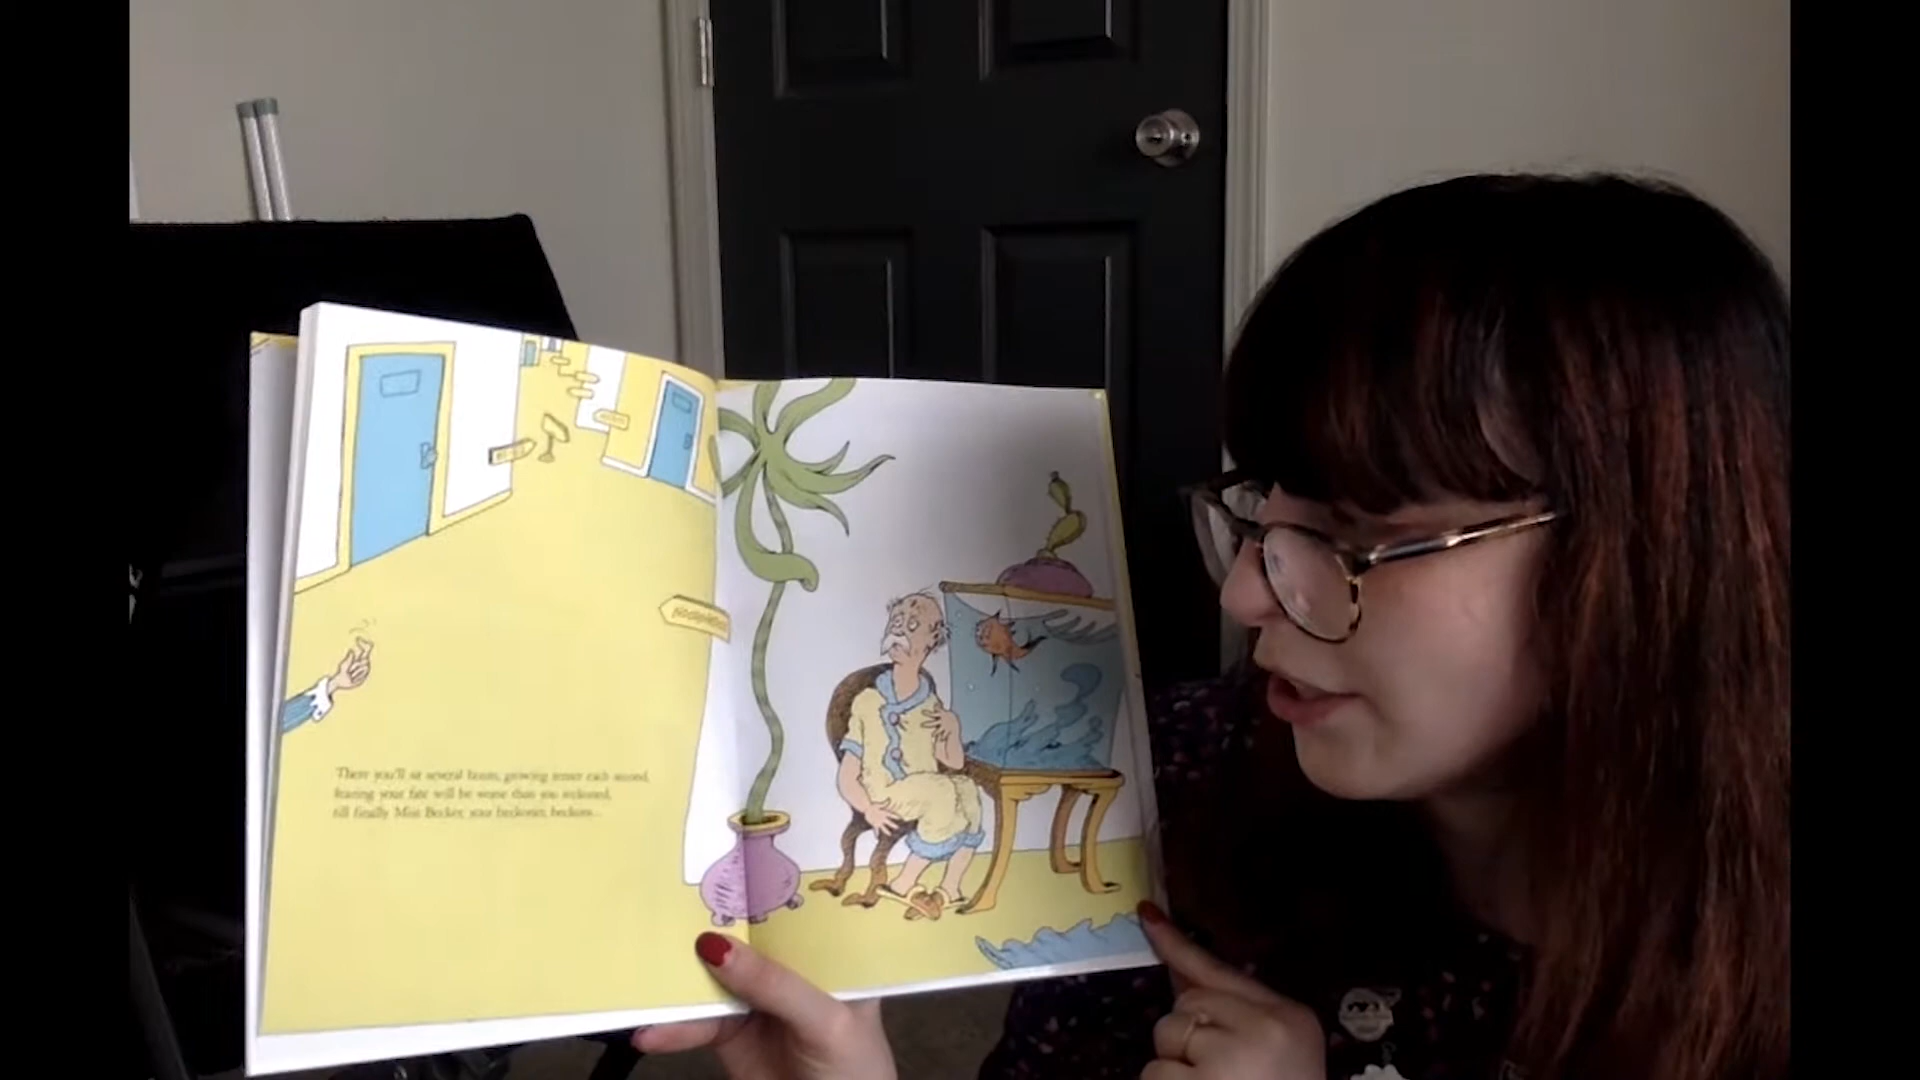 There you'll sit several hours, growing tenser each second,
fearing your fate will be worse than you reckoned,
till finally Miss Becker, your beckoner, beckons...